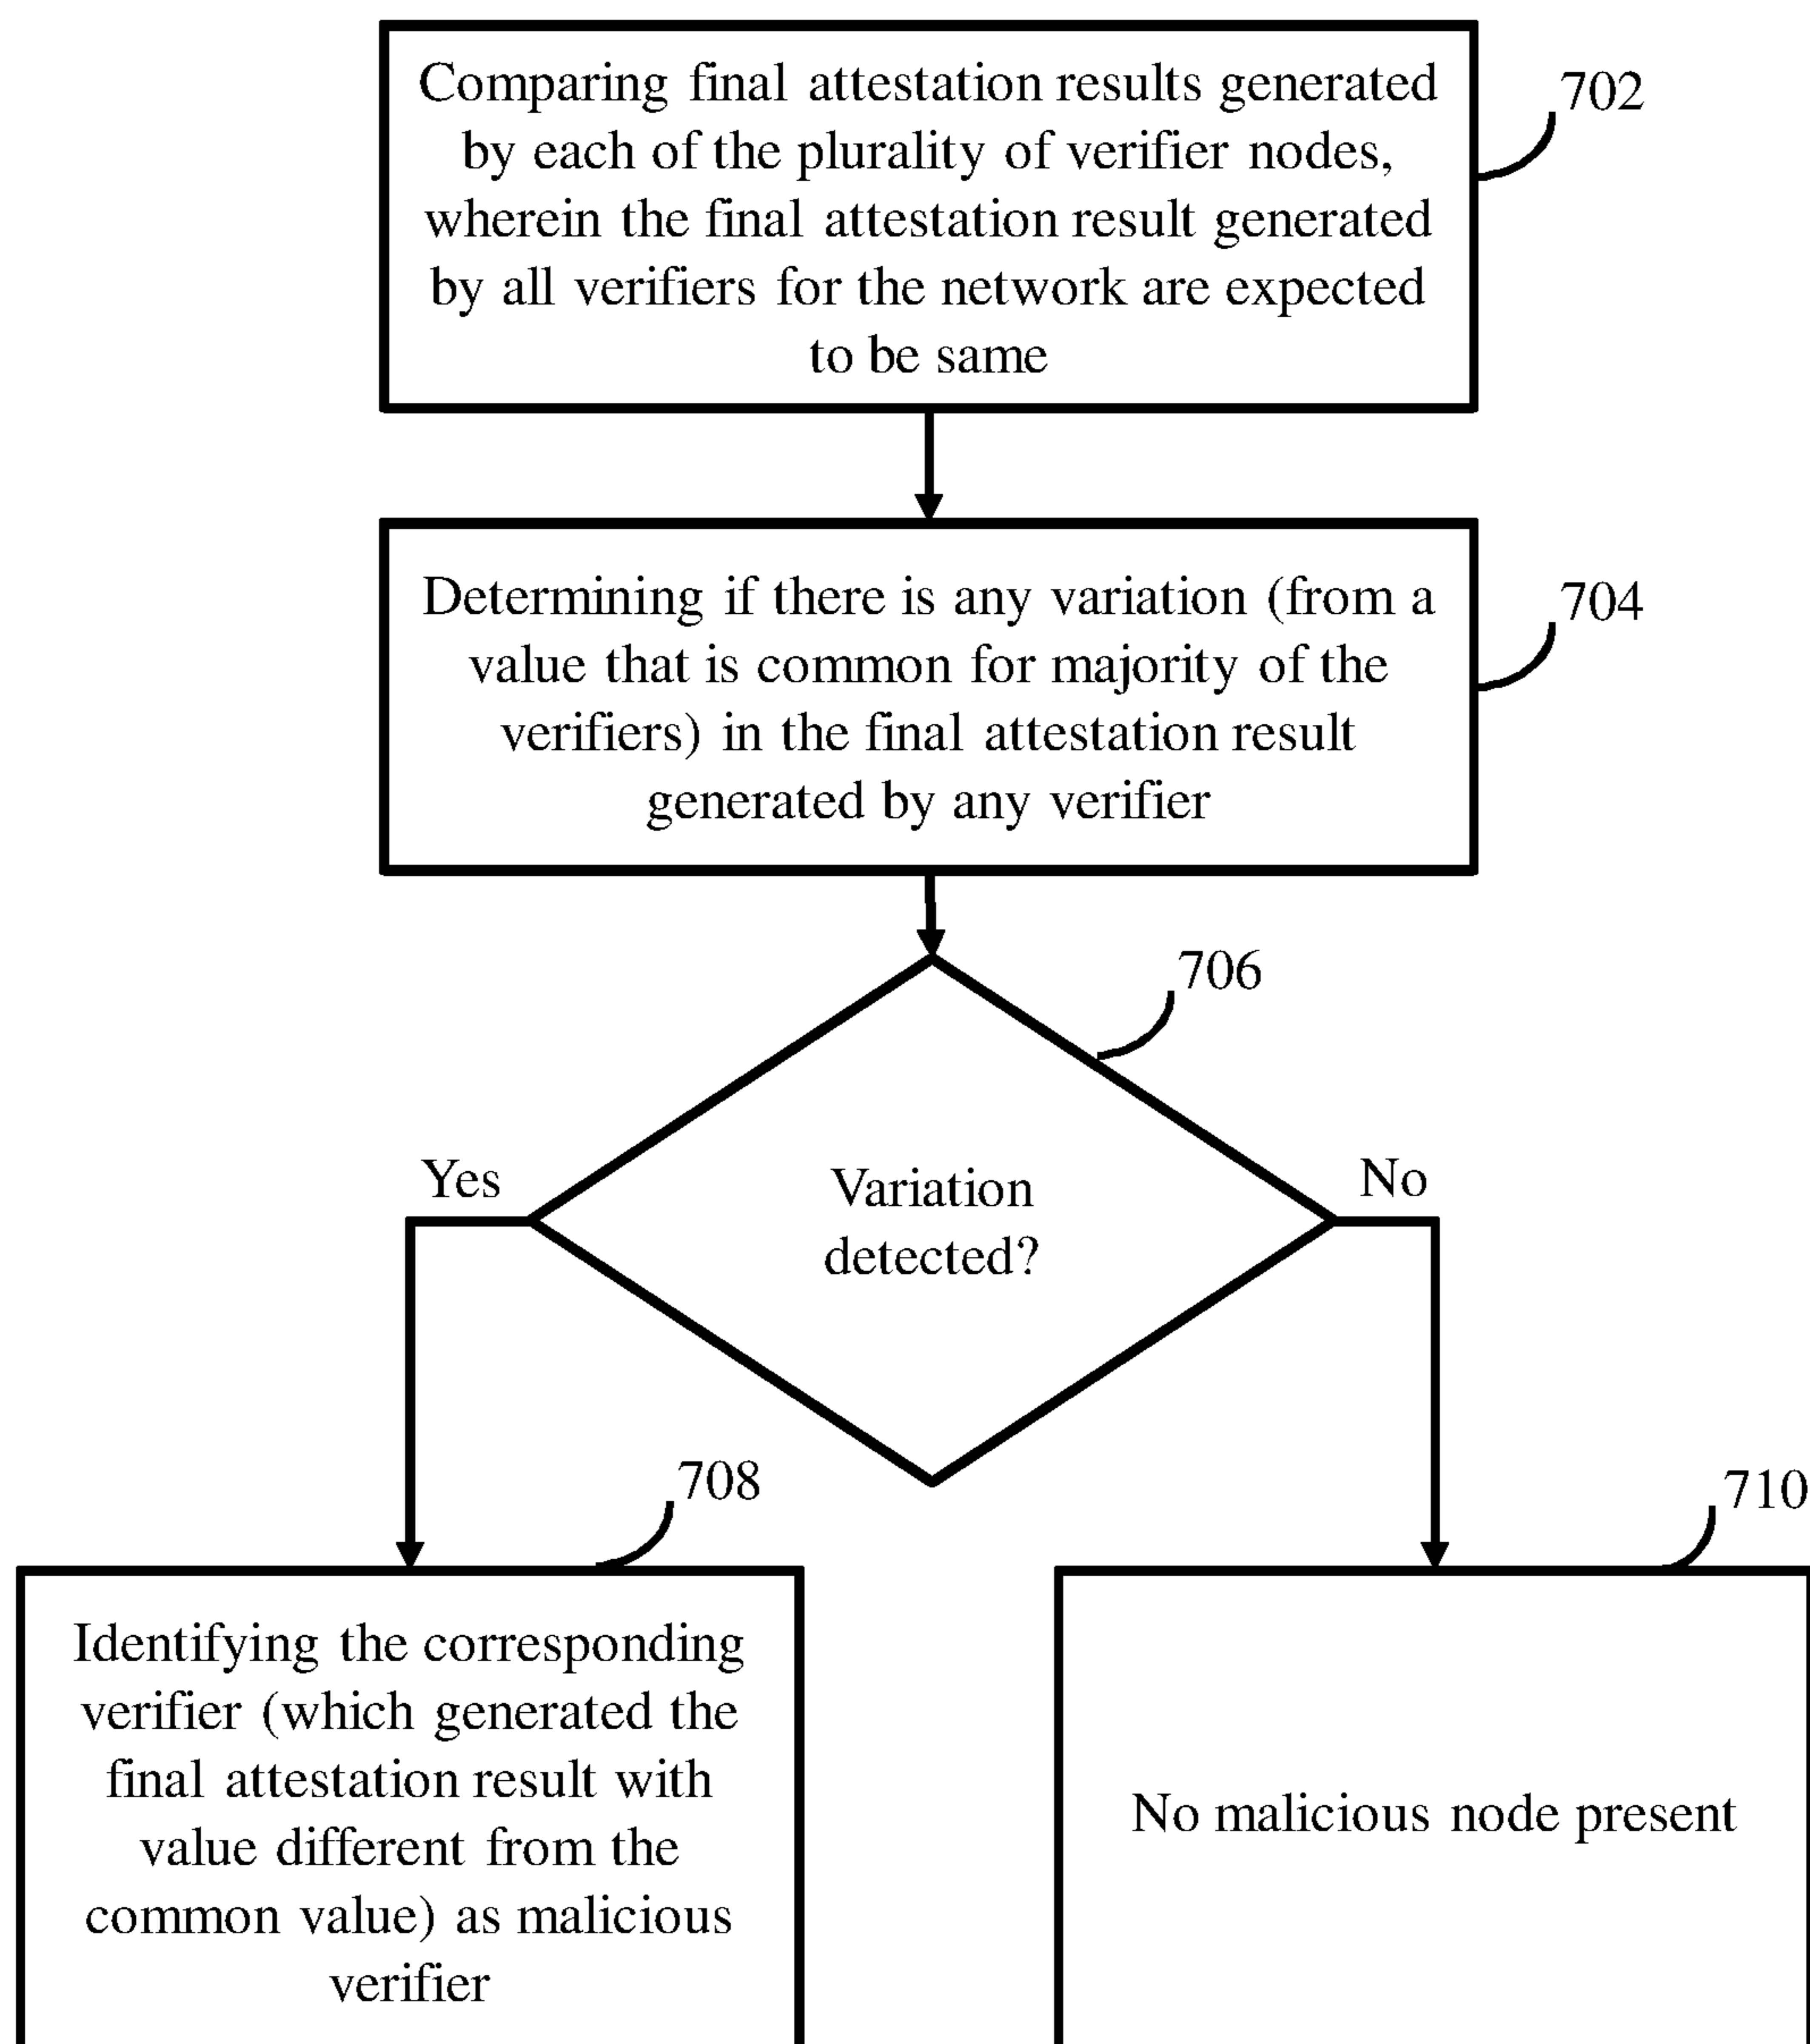 Comparing final attestation results generated
by each of the plurality of verifier nodes,
wherein the final attestation result generated
by all verifiers for the network are expected
to be same
702
Determining if there is any variation (from a
value that is common for majority of the
verifiers) in the final attestation result
generated by any verifier
704
706
Variation
detected?
Yes
No
708
Identifying the corresponding
verifier (which generated the
final attestation result with
value different from the
common value) as malicious
verifier
710
No malicious node present